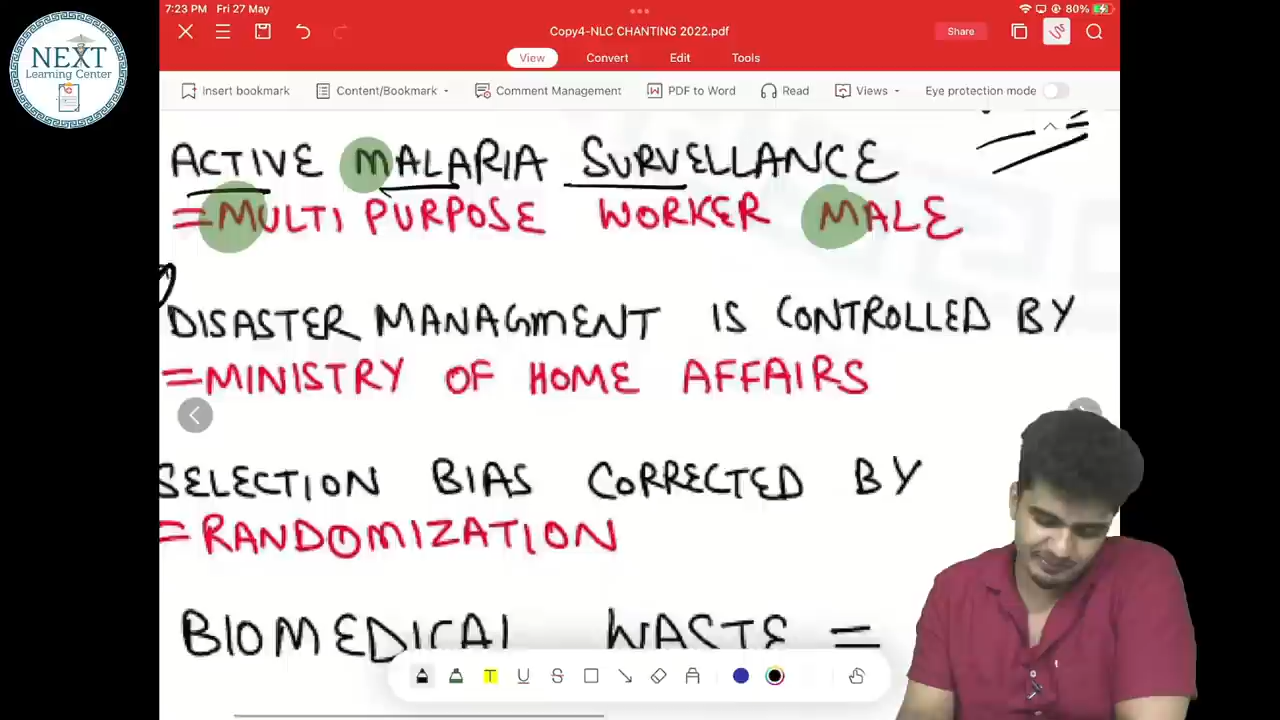 7:23 PM Fri 27 May
80%
NEXT
Learning Center
Copy4-NLC CHANTING 2022.pdf
Share
View Convert Edit Tools
Insert bookmark Content/Bookmark Comment Management PDF to Word Read Views Eye protection mode
ACTIVE MALARIA SURVELLANCE
=MULTI PURPOSE WORKER MALE
DISASTER MANAGMENT IS CONTROLLED BY
=MINISTRY OF HOME AFFAIRS
SELECTION BIAS CORRECTED BY
=RANDOMIZATION
BIOMEDICAL WASTE =